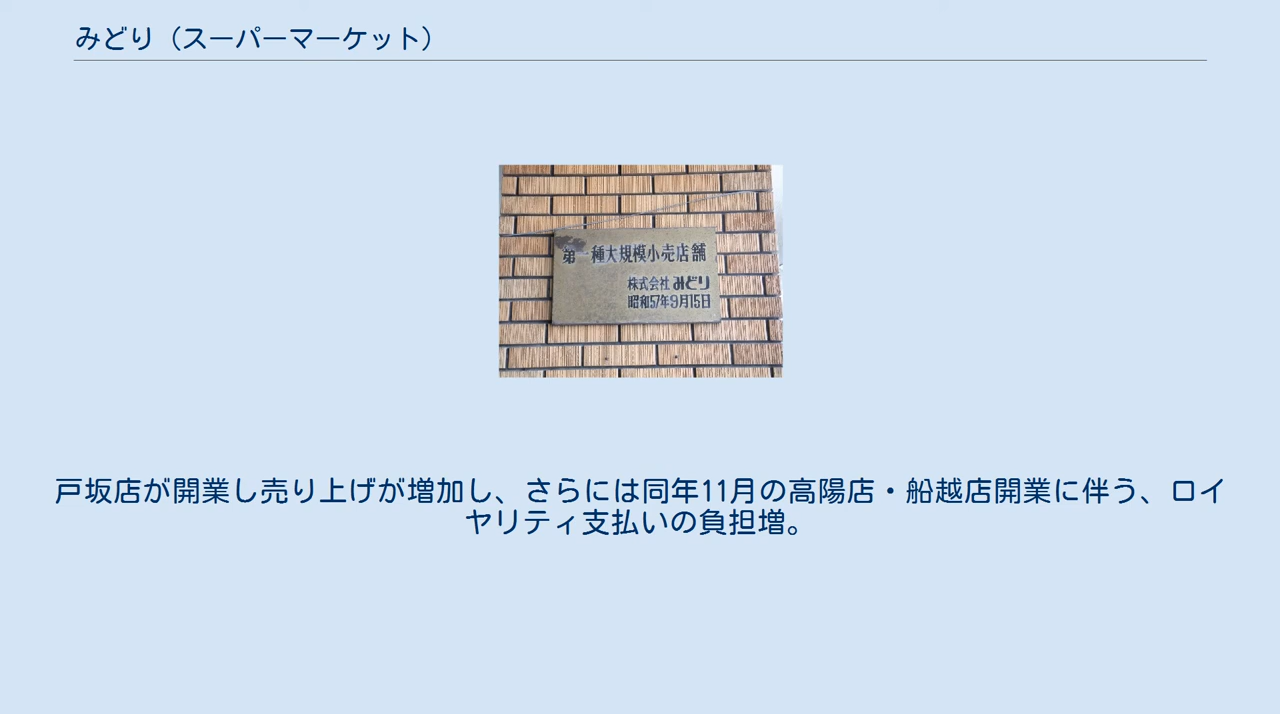 みどり（スーパーマーケット）
第一種大規模小売店舗
株式会社みどり
昭和57年9月15日
戸坂店が開業し売り上げが増加し、さらには同年11月の高陽店・船越店開業に伴う、ロイ
ヤリティ支払いの負担増。